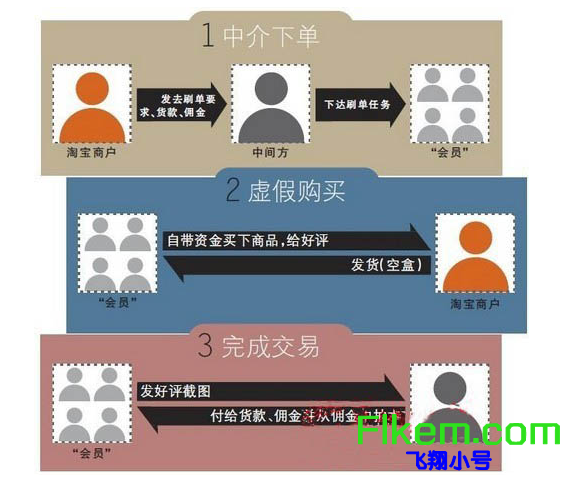 1 中介下单
发去刷单要
求、货款、佣金
下达刷单任务
淘宝商户
中间方
“会员”
2 虚假购买
自带资金买下商品,给好评
发货(空盒)
“会员”
淘宝商户
3 完成交易
发好评截图
付给货款、佣金并从佣金中抽
“会员”
Flkem.com
飞翔小号